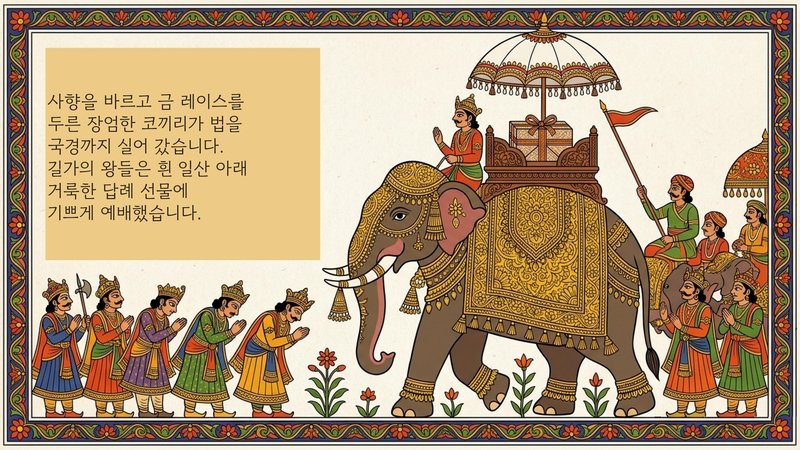 사향을 바르고 금 레이스를
두른 장엄한 코끼리가 법을
국경까지 실어 갔습니다.
길가의 왕들은 흰 일산 아래
거룩한 답례 선물에
기쁘게 예배했습니다.